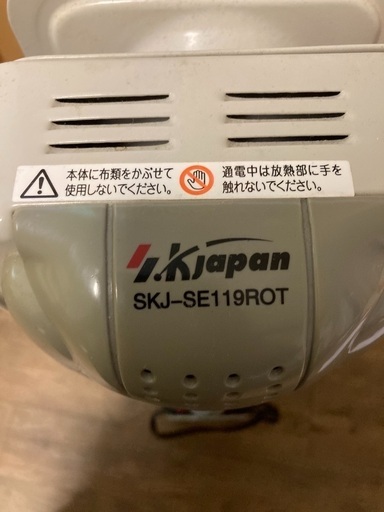 本体に布類をかぶせて
使用しないでください。
通電中は放熱部に手を
触れないでください。
S.K japan
SKJ-SE119ROT